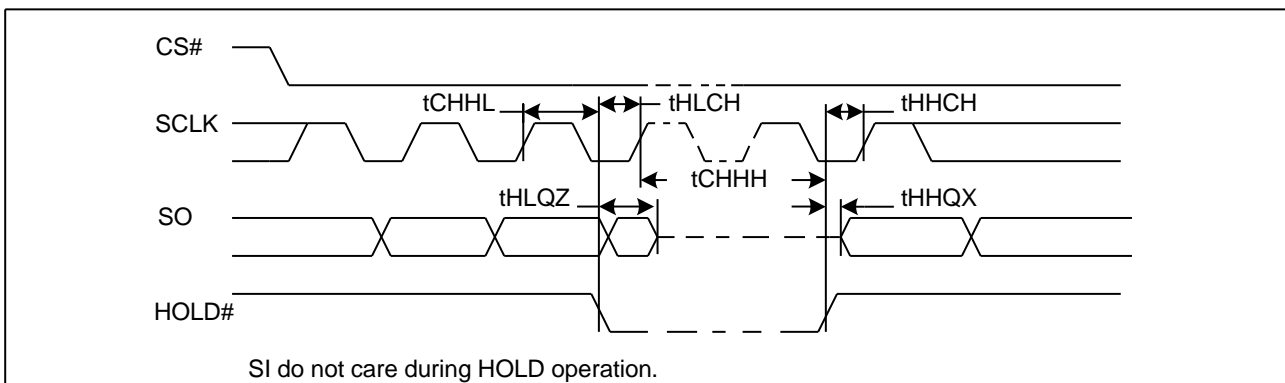 CS#
tCHHL
tHLCH
tHHCH
SCLK
tCHHH
tHLQZ
tHHQX
SO
HOLD#
SI do not care during HOLD operation.